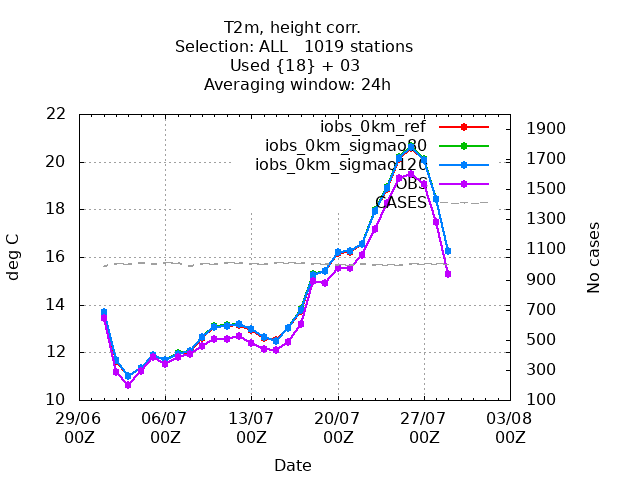 T2m, height corr.
Selection: ALL   1019 stations
Used {18} + 03
Averaging window: 24h
22
20
18
16
14
12
10
deg C
1900
1700
1500
1300
1100
900
700
500
300
100
No cases
iobs_0km_ref
iobs_0km_sigmao80
iobs_0km_sigmao120
OBS
CASES
29/06 06/07 13/07 20/07 27/07 03/08
00Z 00Z 00Z 00Z 00Z 00Z
Date